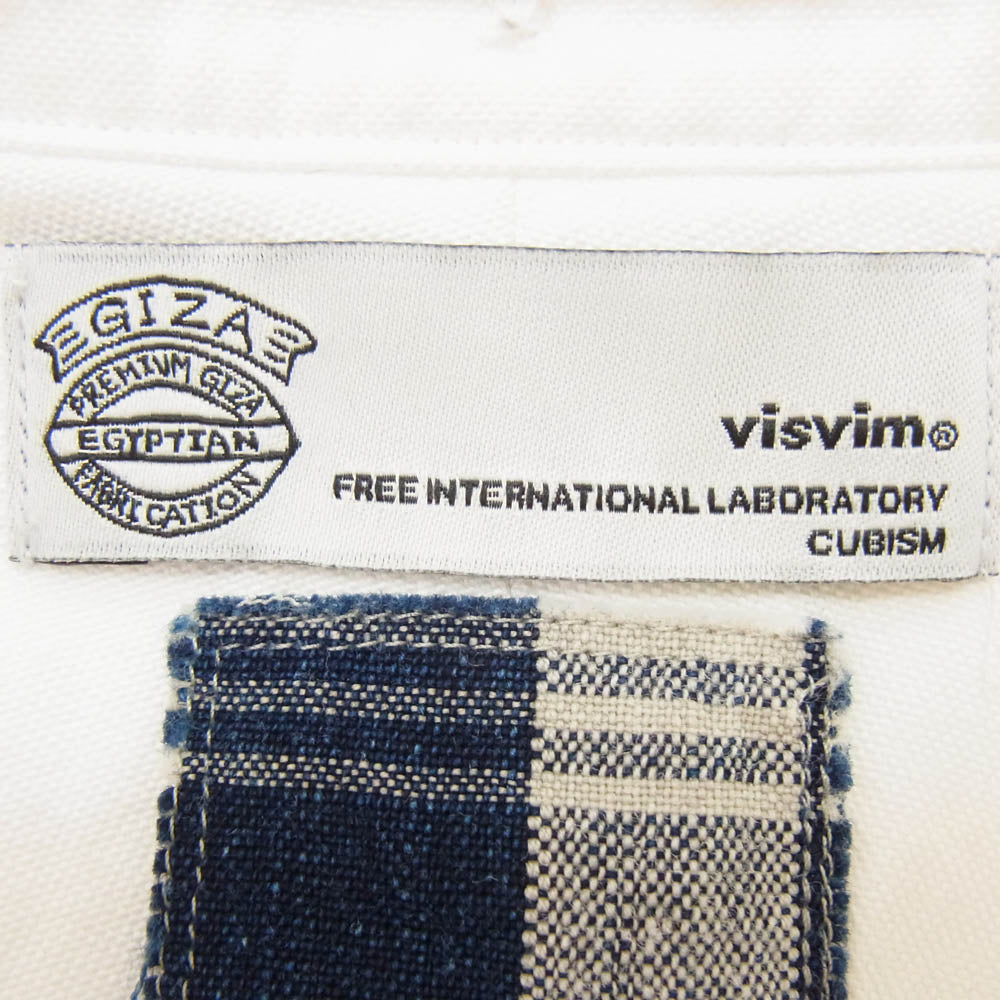 GIZA
PREMIUM GIZA
EGYPTIAN
FABRICATION
visvim®
FREE INTERNATIONAL LABORATORY
CUBISM